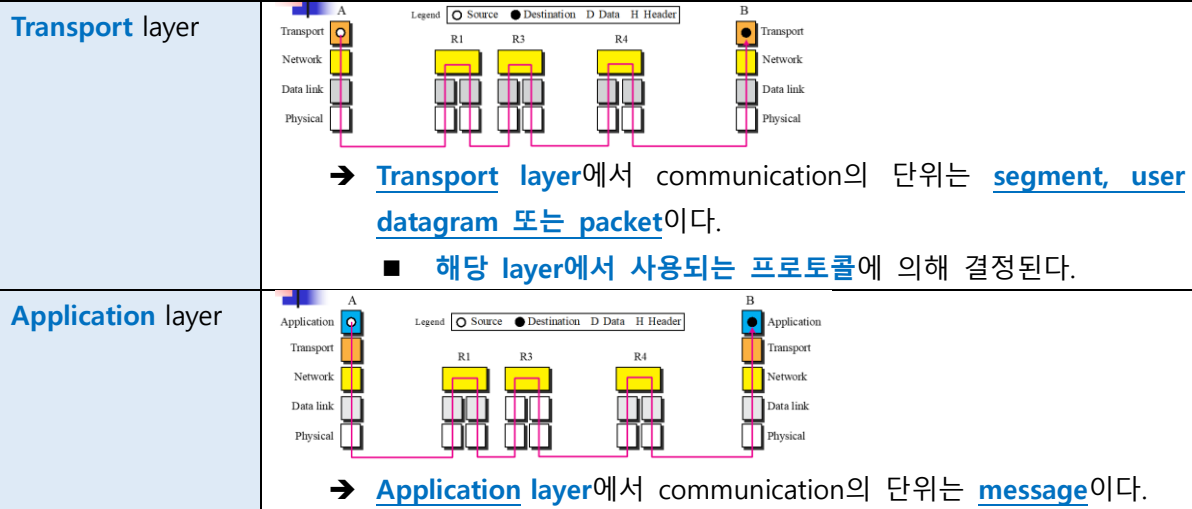 Transport layer
A
Legend Source Destination D Data H Header
B
Transport
R1
R3
R4
Transport
Network
Network
Data link
Data link
Physical
Physical
➔ Transport layer에서 communication의 단위는 segment, user
datagram 또는 packet이다.
■ 해당 layer에서 사용되는 프로토콜에 의해 결정된다.
Application layer
A
B
Application
Legend Source Destination D Data H Header
Application
Transport
R1
R3
R4
Transport
Network
Network
Data link
Data link
Physical
Physical
➔ Application layer에서 communication의 단위는 message이다.